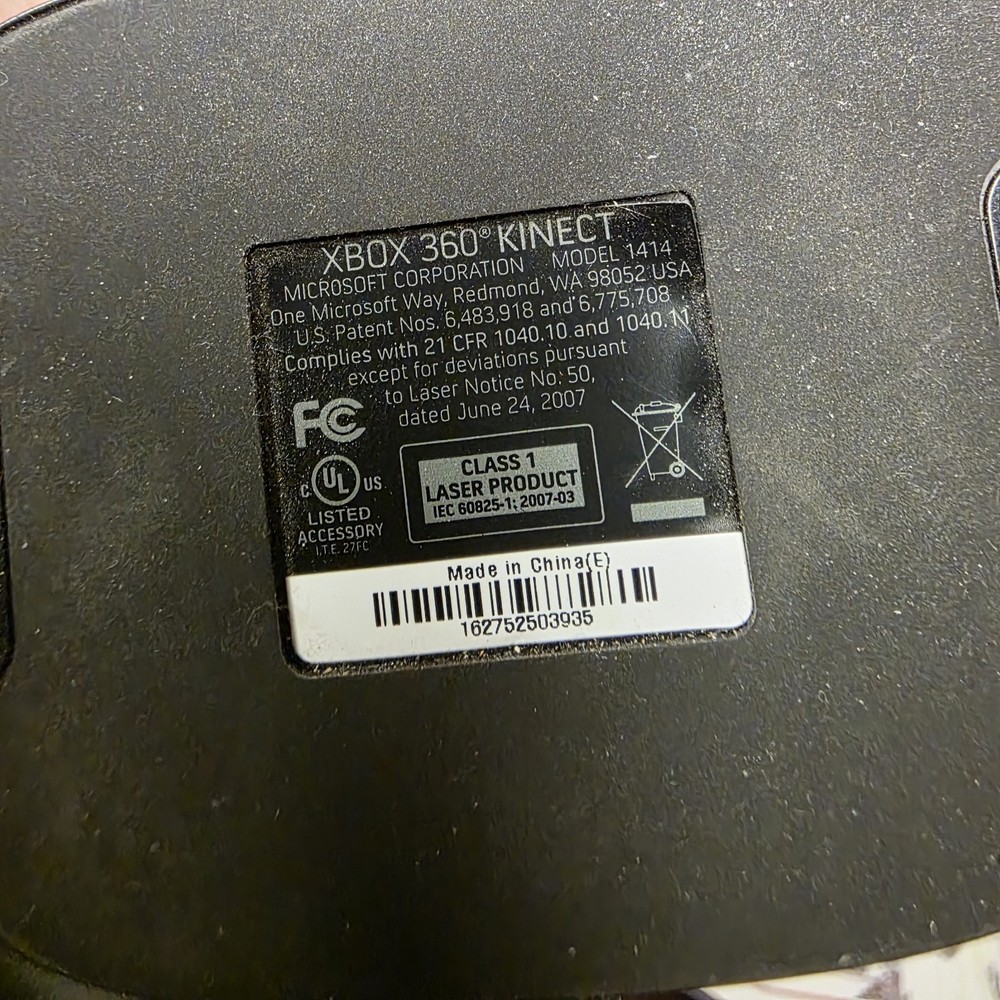 XBOX 360® KINECT
MICROSOFT CORPORATION MODEL 1414
One Microsoft Way, Redmond, WA 98052 USA
U.S. Patent Nos. 6,483,918 and 6,775,708
Complies with 21 CFR 1040.10 and 1040.11
except for deviations pursuant
to Laser Notice No. 50,
dated June 24, 2007
FC
C UL US
LISTED
ACCESSORY
I.T.E. 27FC
CLASS 1
LASER PRODUCT
IEC 60825-1: 2007-03
Made in China(E)
162752503935